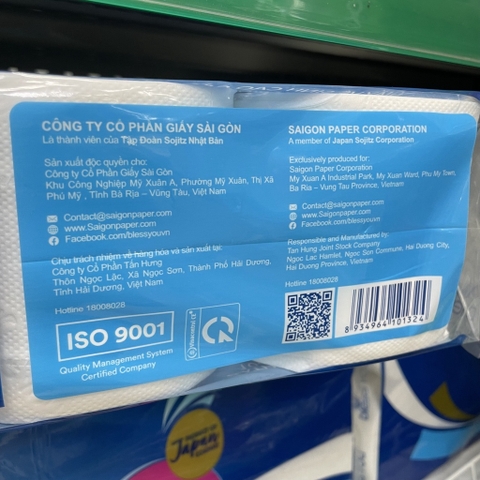 CÔNG TY CỔ PHẦN GIẤY SÀI GÒN
Là thành viên của Tập Đoàn Sojitz Nhật Bản
Sản xuất độc quyền cho:
Công ty Cổ Phần Giấy Sài Gòn
Khu Công Nghiệp Mỹ Xuân A, Phường Mỹ Xuân, Thị Xã
Phú Mỹ , Tỉnh Bà Rịa – Vũng Tàu, Việt Nam
Contact@Saigonpaper.com
www.Saigonpaper.com
Facebook.com/blessyouvn
Chịu trách nhiệm về hàng hóa và sản xuất tại:
Công ty Cổ Phần Tân Hưng
Thôn Ngọc Lặc, Xã Ngọc Sơn, Thành Phố Hải Dương,
Tỉnh Hải Dương, Việt Nam
Hotline 18008028
ISO 9001
Quality Management System
Certified Company
SAIGON PAPER CORPORATION
A member of Japan Sojitz Corporation
Exclusively produced for:
Saigon Paper Corporation
My Xuan A Industrial Park, My Xuan Ward, Phu My Town,
Ba Ria – Vung Tau Province, Vietnam
Contact@Saigonpaper.com
www.Saigonpaper.com
Facebook.com/blessyouvn
Responsible and Manufactured by:
Tan Hung Joint Stock Company
Ngoc Lac Hamlet, Ngoc Son Commune, Hai Duong City,
Hai Duong Province, Vietnam
Hotline 18008028
8 934964 101324
Japan